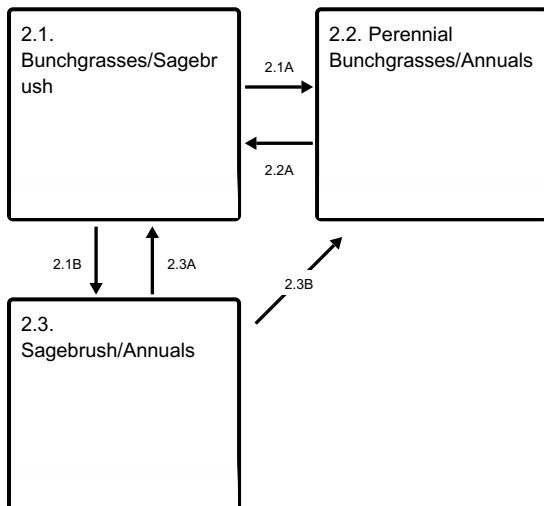 2.1.
Bunchgrasses/Sagebr
ush
2.2. Perennial
Bunchgrasses/Annuals
2.1A
2.2A
2.1B
2.3A
2.3B
2.3.
Sagebrush/Annuals